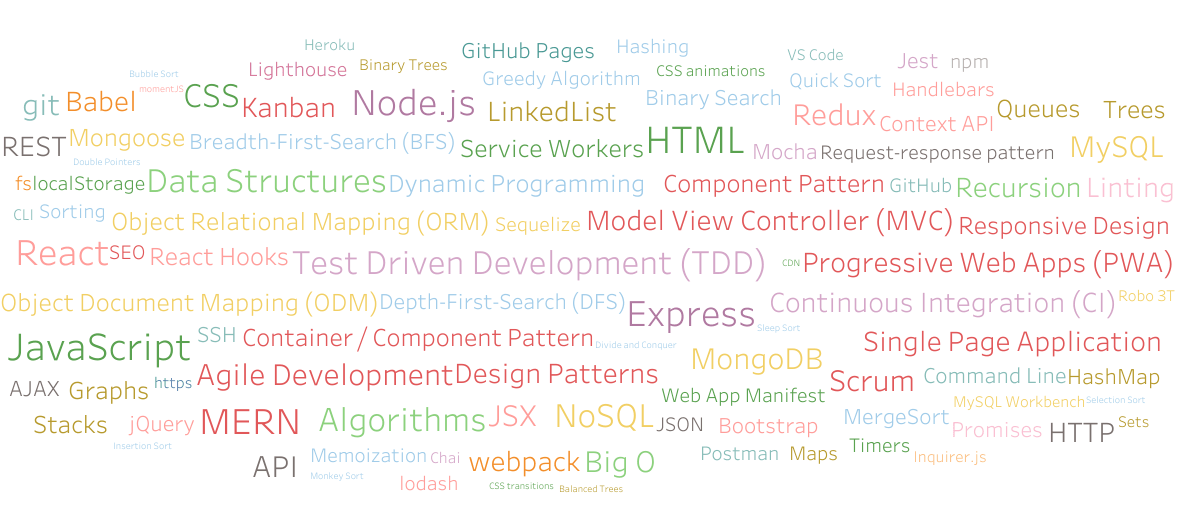 Heroku
GitHub Pages
Hashing
VS Code
Lighthouse
Binary Trees
CSS animations
Jest
npm
Bubble Sort
momentJS
Greedy Algorithm
Quick Sort
Handlebars
git
Babel
CSS
Kanban
Node.js
LinkedList
Binary Search
Redux
Context API
Queues
Trees
REST
Mongoose
Breadth-First-Search (BFS)
Service Workers
HTML
Mocha
Request-response pattern
MySQL
Double Pointers
fs
localStorage
Data Structures
Dynamic Programming
Component Pattern
GitHub
Recursion
Linting
CLI
Sorting
Object Relational Mapping (ORM)
Sequelize
Model View Controller (MVC)
Responsive Design
React
SEO
React Hooks
Test Driven Development (TDD)
CDN
Progressive Web Apps (PWA)
Object Document Mapping (ODM)
Depth-First-Search (DFS)
Express
Continuous Integration (CI)
Robo 3T
Sleep Sort
JavaScript
SSH
Container / Component Pattern
Divide and Conquer
MongoDB
Single Page Application
AJAX
Graphs
https
Agile Development
Design Patterns
Web App Manifest
Scrum
Command Line
HashMap
Stacks
jQuery
MERN
Algorithms
JSX
NoSQL
JSON
Bootstrap
MergeSort
MySQL Workbench
Selection Sort
Promises
HTTP
Sets
Insertion Sort
API
Memoization
Chai
Monkey Sort
webpack
Big O
Postman
Maps
Timers
Inquirer.js
lodash
CSS transitions
Balanced Trees